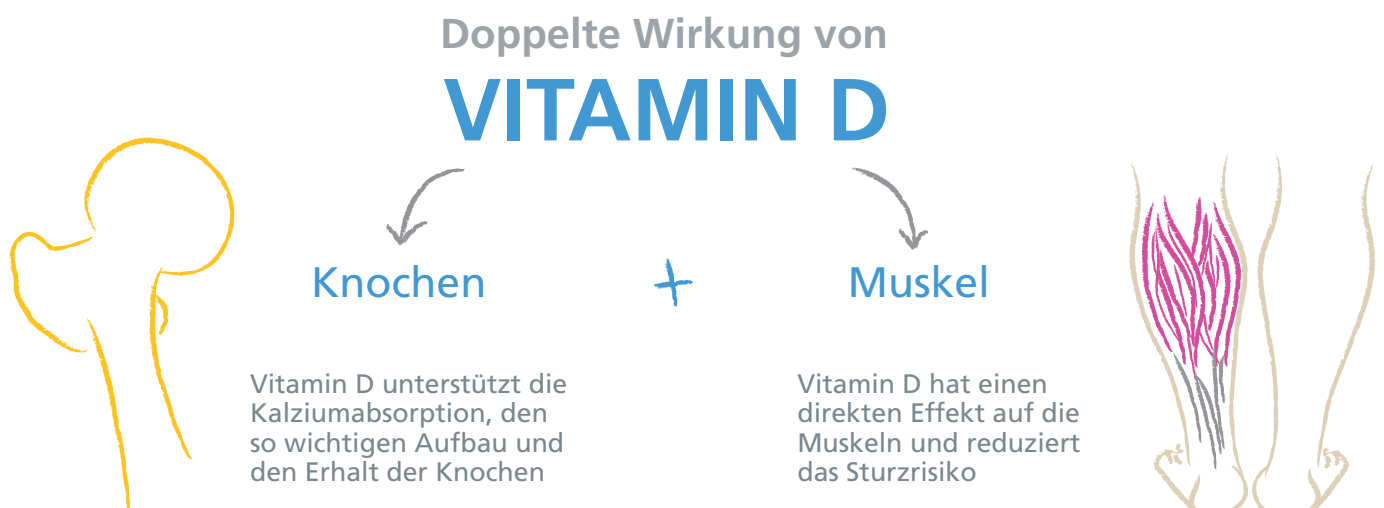 Doppelte Wirkung von
VITAMIN D
Knochen
+
Muskel
Vitamin D unterstützt die
Kalziumabsorption, den
so wichtigen Aufbau und
den Erhalt der Knochen
Vitamin D hat einen
direkten Effekt auf die
Muskeln und reduziert
das Sturzrisiko